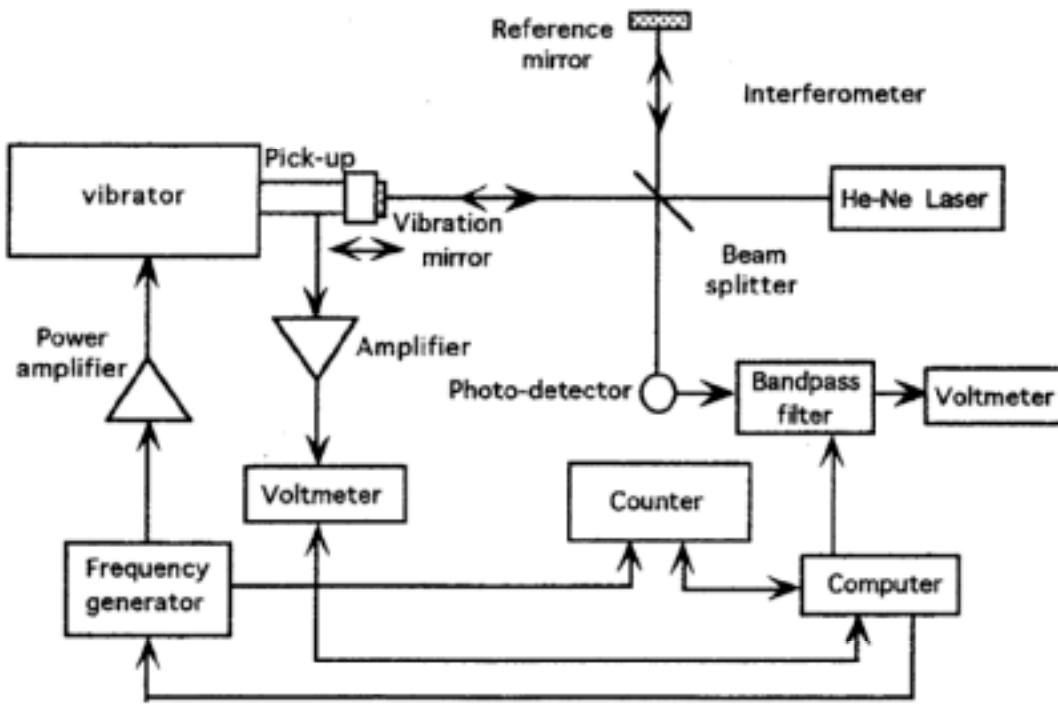 Reference
mirror
Interferometer
Pick-up
vibrator
He-Ne Laser
Vibration
mirror
Beam
splitter
Power
amplifier
Amplifier
Photo-detector
Bandpass
filter
Voltmeter
Voltmeter
Counter
Frequency
generator
Computer